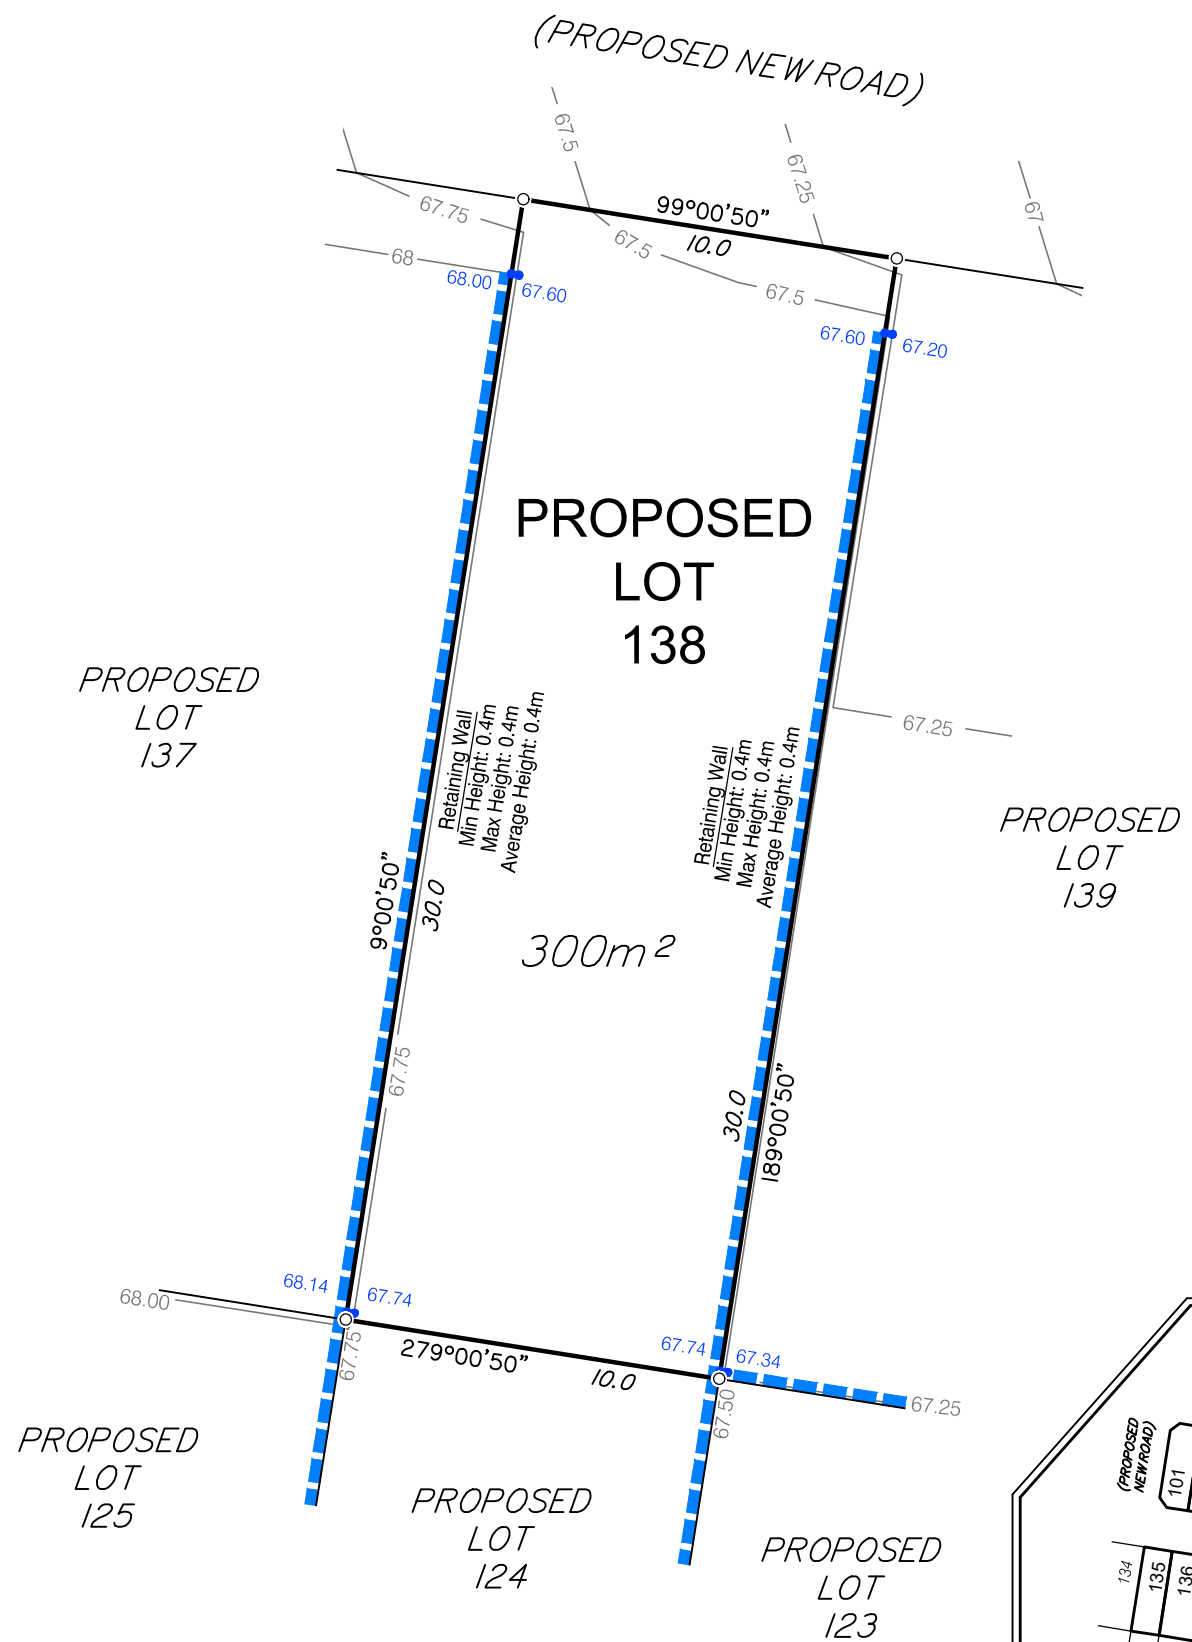 (PROPOSED NEW ROAD)
67.5
67.25
67
67.75
99°00'50"
10.0
67.5
67.5
68
68.00
67.60
67.60
67.20
PROPOSED
LOT
138
PROPOSED
LOT
137
67.25
Retaining Wall
Min Height: 0.4m
Max Height: 0.4m
Average Height: 0.4m
Retaining Wall
Min Height: 0.4m
Max Height: 0.4m
Average Height: 0.4m
PROPOSED
LOT
139
9°00'50"
30.0
300m²
67.75
30.0
189°00'50"
68.14
67.74
68.00
67.75
279°00'50"
10.0
67.74
67.34
67.50
67.25
PROPOSED
LOT
125
PROPOSED
LOT
124
PROPOSED
LOT
123
(PROPOSED
NEW ROAD)
101
134
135
136